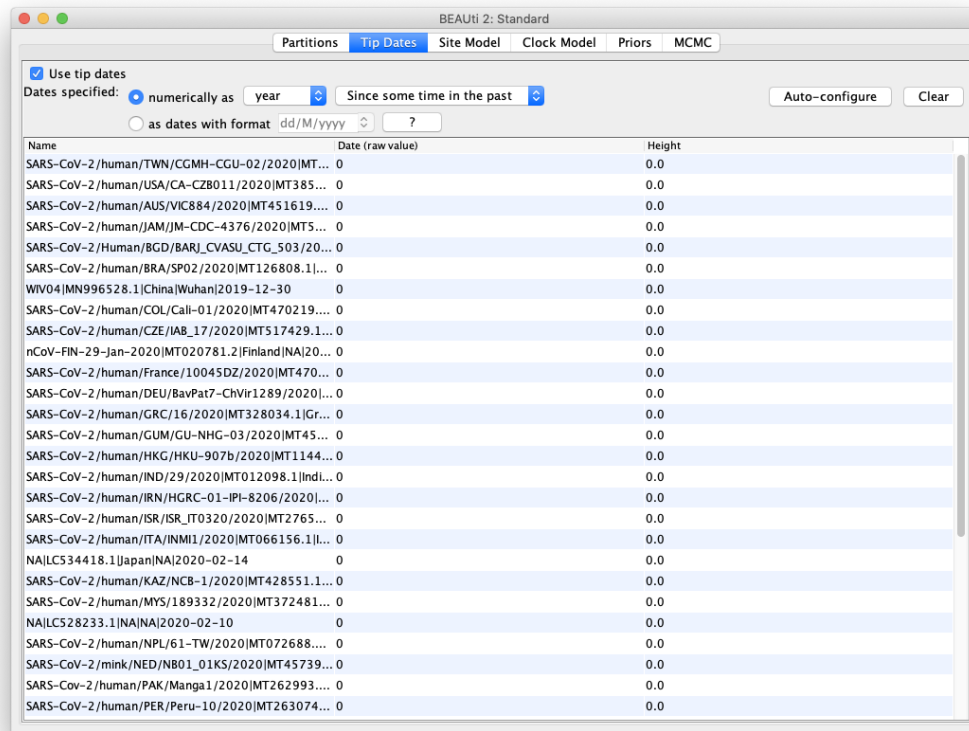 BEAUti 2: Standard
Partitions Tip Dates Site Model Clock Model Priors MCMC
Use tip dates
Dates specified: numerically as year Since some time in the past Auto-configure Clear
as dates with format dd/M/yyyy ?
Name Date (raw value) Height
SARS-CoV-2/human/TWN/CGMH-CGU-02/2020|MT... 0 0.0
SARS-CoV-2/human/USA/CA-CZB011/2020|MT385... 0 0.0
SARS-CoV-2/human/AUS/VIC884/2020|MT451619.... 0 0.0
SARS-CoV-2/human/JAM/JM-CDC-4376/2020|MT5... 0 0.0
SARS-CoV-2/Human/BGD/BARJ_CVASU_CTG_503/20... 0 0.0
SARS-CoV-2/human/BRA/SP02/2020|MT126808.1|... 0 0.0
WIV04|MN996528.1|China|Wuhan|2019-12-30 0 0.0
SARS-CoV-2/human/COL/Cali-01/2020|MT470219.... 0 0.0
SARS-CoV-2/human/CZE/IAB_17/2020|MT517429.1... 0 0.0
nCoV-FIN-29-Jan-2020|MT020781.2|Finland|NA|20... 0 0.0
SARS-CoV-2/human/France/10045DZ/2020|MT470... 0 0.0
SARS-CoV-2/human/DEU/BavPat7-ChVir1289/2020|... 0 0.0
SARS-CoV-2/human/GRC/16/2020|MT328034.1|Gr... 0 0.0
SARS-CoV-2/human/GUM/GU-NHG-03/2020|MT45... 0 0.0
SARS-CoV-2/human/HKG/HKU-907b/2020|MT1144... 0 0.0
SARS-CoV-2/human/IND/29/2020|MT012098.1|Indi... 0 0.0
SARS-CoV-2/human/IRN/HGRC-01-IPI-8206/2020|... 0 0.0
SARS-CoV-2/human/ISR/ISR_IT0320/2020|MT2765... 0 0.0
SARS-CoV-2/human/ITA/INMI1/2020|MT066156.1|I... 0 0.0
NA|LC534418.1|Japan|NA|2020-02-14 0 0.0
SARS-CoV-2/human/KAZ/NCB-1/2020|MT428551.1... 0 0.0
SARS-CoV-2/human/MYS/189332/2020|MT372481... 0 0.0
NA|LC528233.1|NA|NA|2020-02-10 0 0.0
SARS-CoV-2/human/NPL/61-TW/2020|MT072688.... 0 0.0
SARS-CoV-2/mink/NED/NB01_01KS/2020|MT45739... 0 0.0
SARS-Cov-2/human/PAK/Manga1/2020|MT262993.... 0 0.0
SARS-CoV-2/human/PER/Peru-10/2020|MT263074... 0 0.0